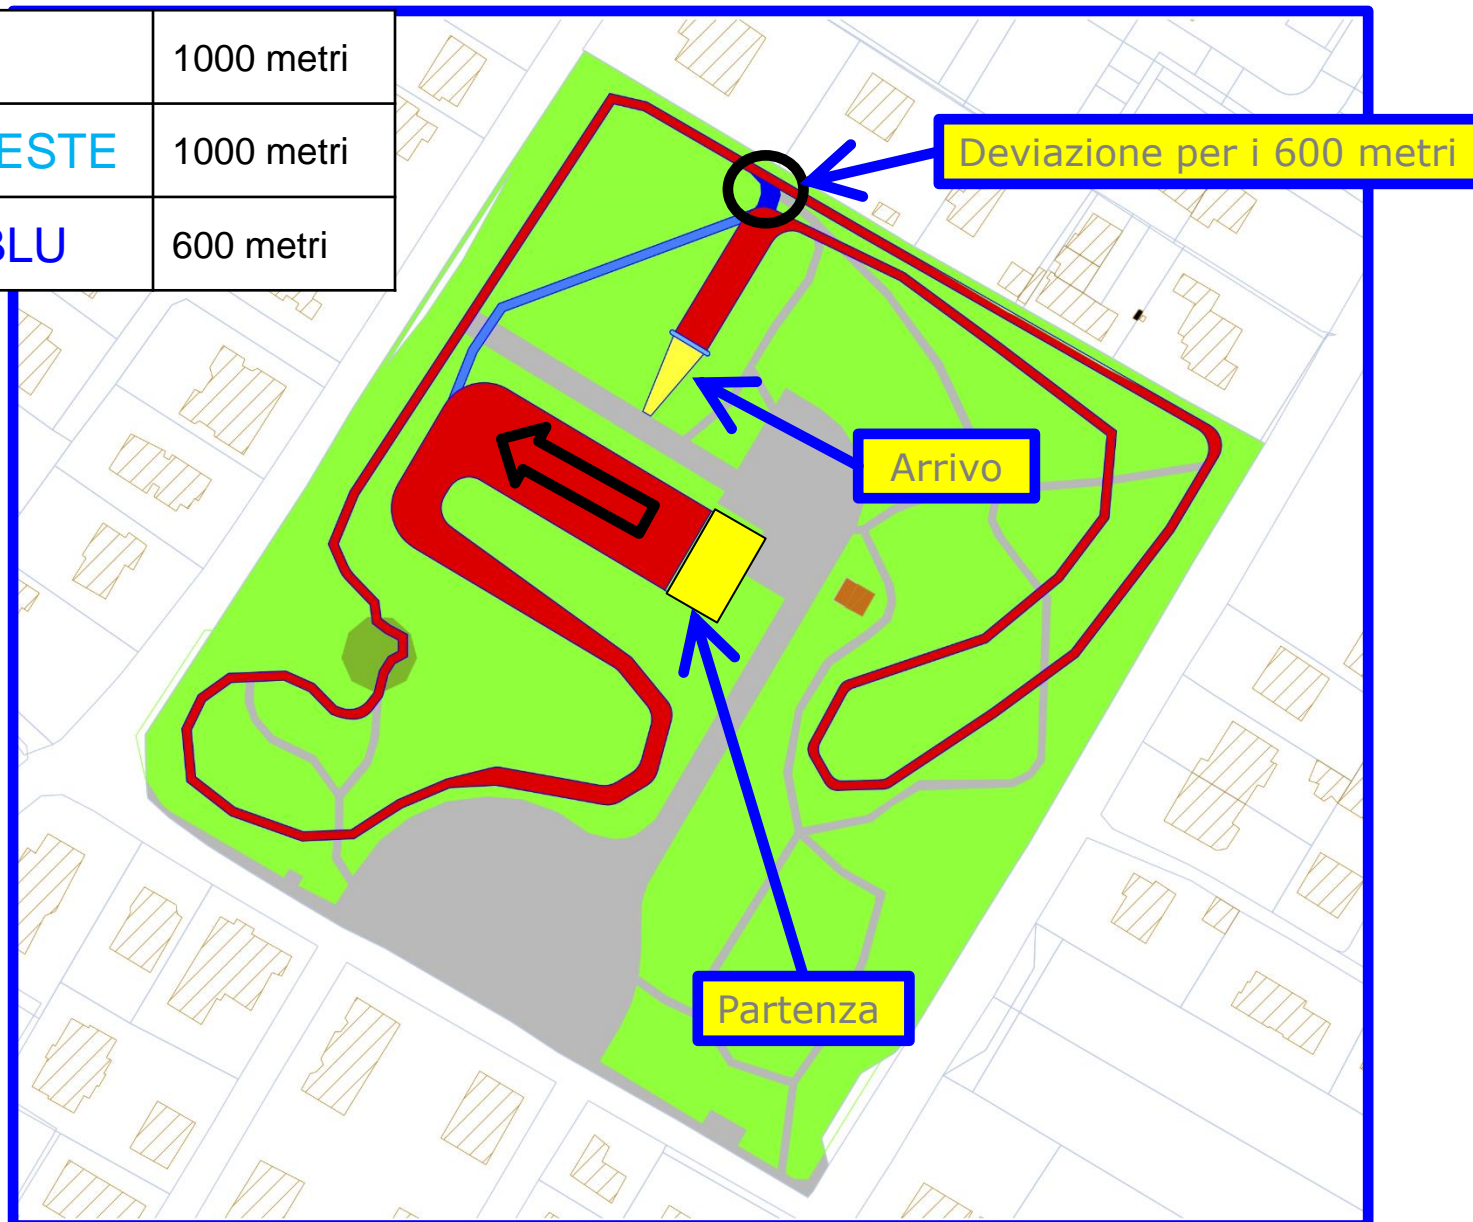 1000 metri
ESTE 1000 metri
BLU 600 metri
Deviazione per i 600 metri
Arrivo
Partenza